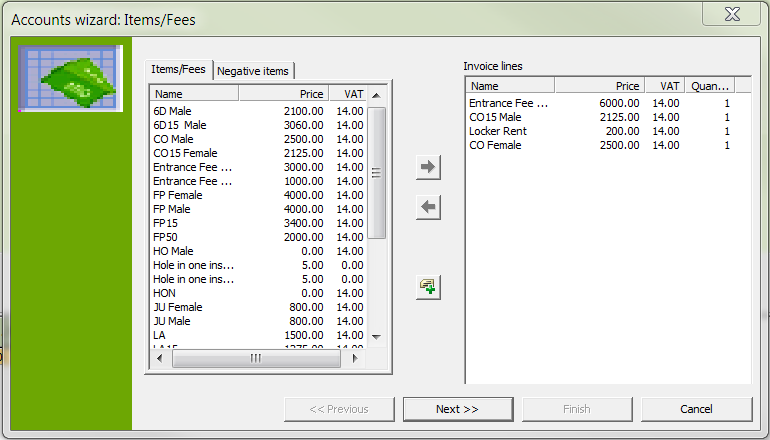 Accounts wizard: Items/Fees
Items/Fees
Negative items
Name Price VAT
6D Male 2100.00 14.00
6D15 Male 3060.00 14.00
CO Male 2500.00 14.00
CO15 Female 2125.00 14.00
Entrance Fee ... 3000.00 14.00
Entrance Fee ... 1000.00 14.00
FP Female 4000.00 14.00
FP Male 4000.00 14.00
FP15 3400.00 14.00
FP50 2000.00 14.00
HO Male 0.00 14.00
Hole in one ins... 5.00 0.00
Hole in one ins... 5.00 0.00
HON 0.00 14.00
JU Female 800.00 14.00
JU Male 800.00 14.00
LA 1500.00 14.00
LA15 1275.00 14.00
Invoice lines
Name Price VAT Quan...
Entrance Fee ... 6000.00 14.00 1
CO15 Male 2125.00 14.00 1
Locker Rent 200.00 14.00 1
CO Female 2500.00 14.00 1
<< Previous
Next >>
Finish
Cancel